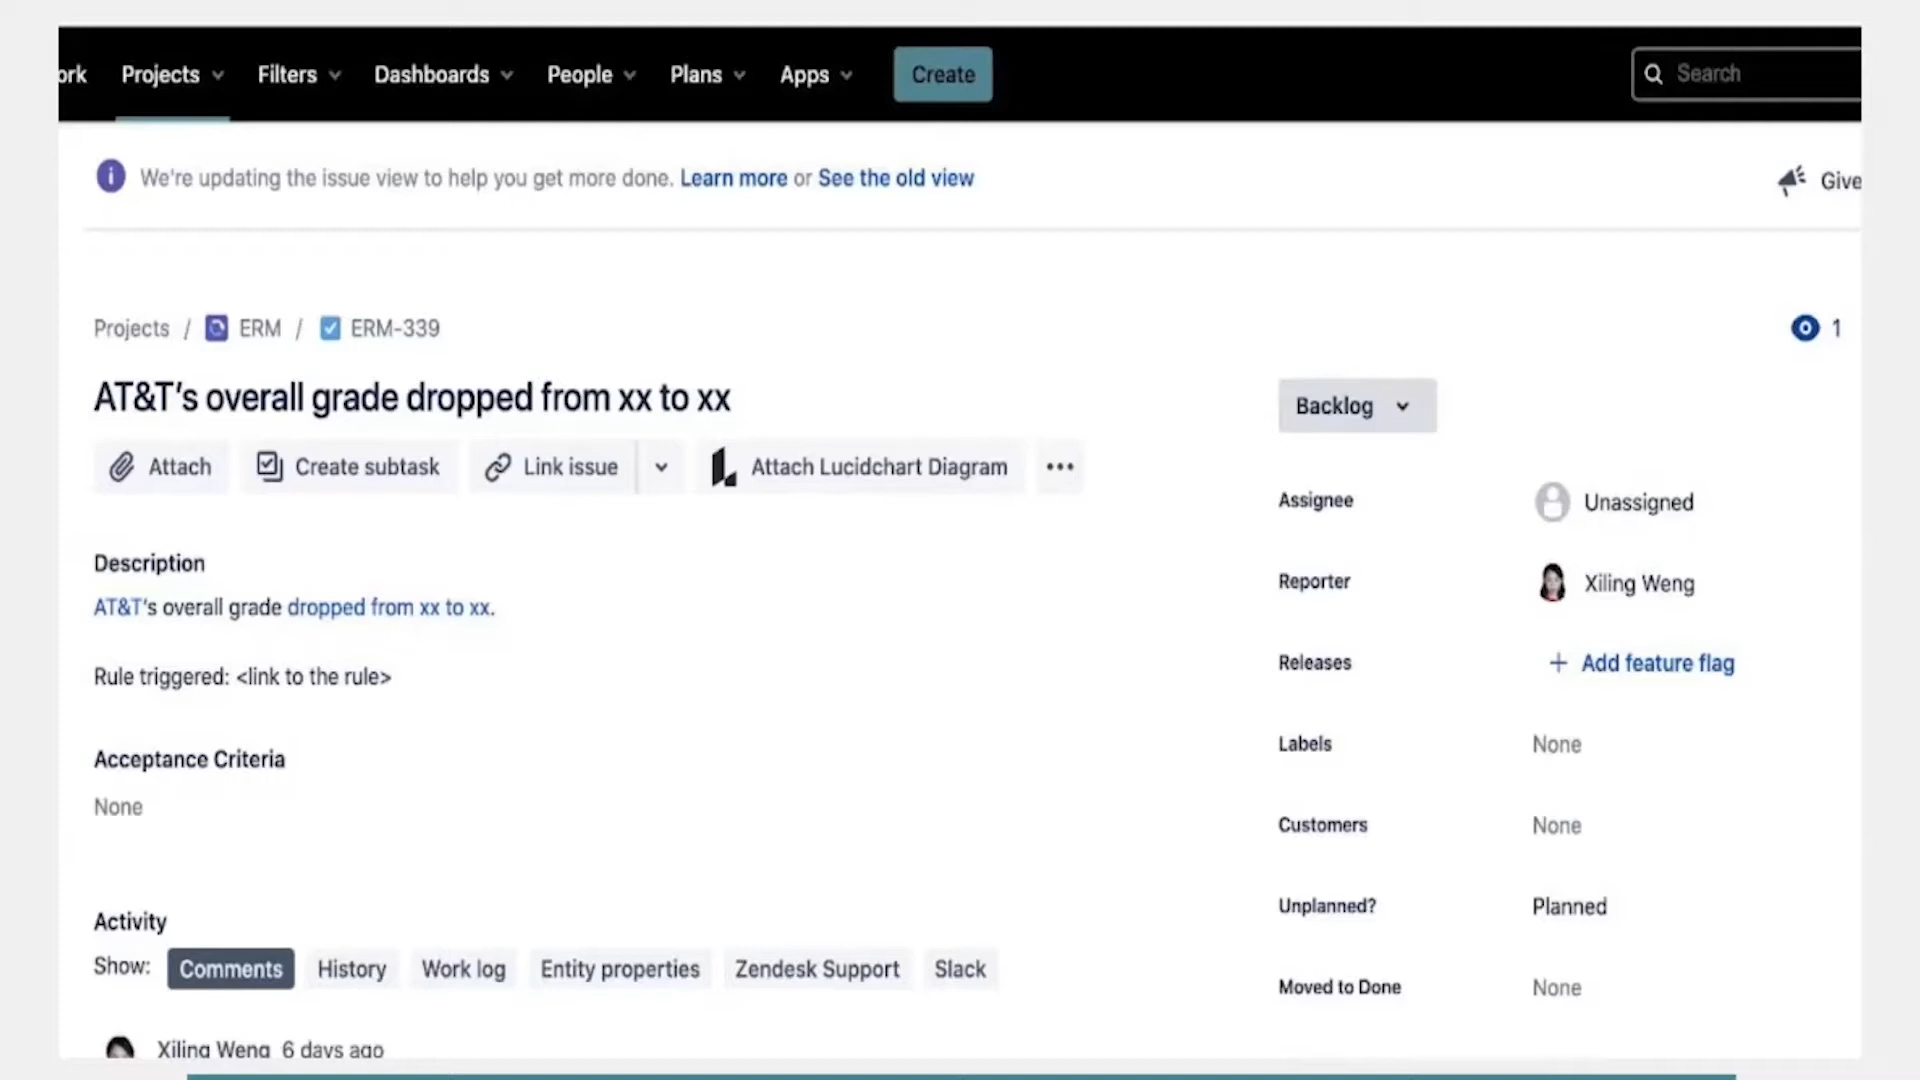 ork Projects Filters Dashboards People Plans Apps Create Search
We're updating the issue view to help you get more done. Learn more or See the old view
Give
Projects / ERM / ERM-339
1
AT&T's overall grade dropped from xx to xx
Backlog
Attach Create subtask Link issue Attach Lucidchart Diagram
Assignee Unassigned
Description
AT&T's overall grade dropped from xx to xx.
Reporter Xiling Weng
Rule triggered: <link to the rule>
Releases + Add feature flag
Labels None
Acceptance Criteria
None
Customers None
Unplanned? Planned
Activity
Show: Comments History Work log Entity properties Zendesk Support Slack
Moved to Done None
Xiling Weng 6 days ago